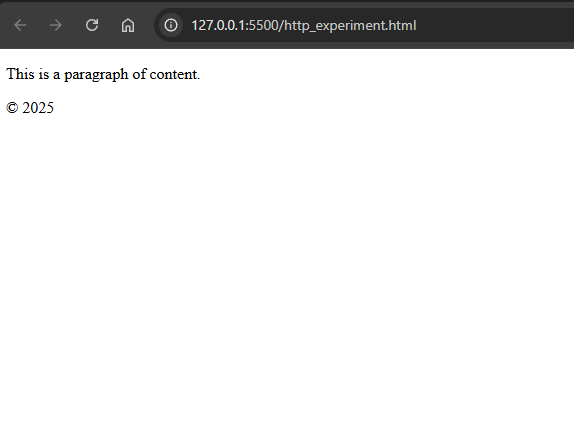 127.0.0.1:5500/http_experiment.html
This is a paragraph of content.
© 2025